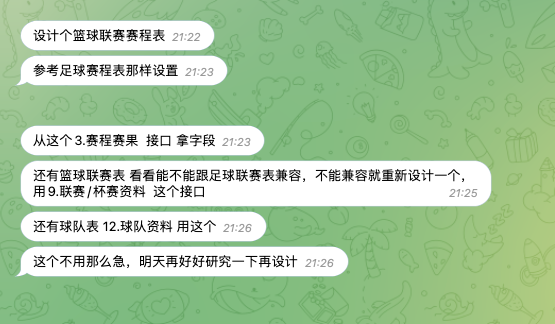 设计个篮球联赛赛程表 21:22
参考足球赛程表那样设置 21:23
从这个3.赛程赛果 接口 拿字段 21:23
还有篮球联赛表 看看能不能跟足球联赛表兼容，不能兼容就重新设计一个，
用9.联赛/杯赛资料 这个接口 21:25
还有球队表 12.球队资料 用这个 21:26
这个不用那么急，明天再好好研究一下再设计 21:26